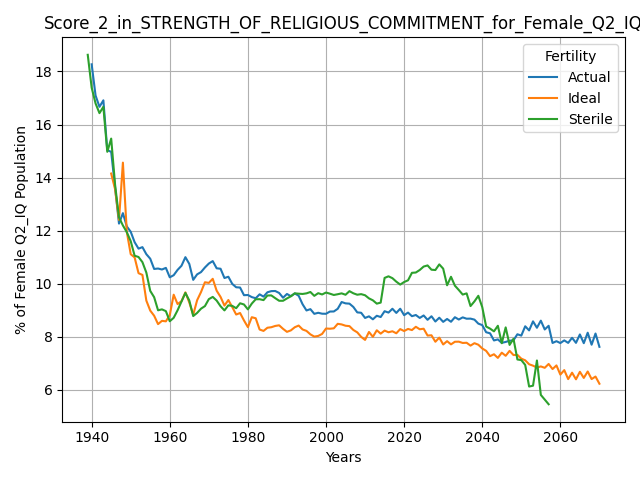 Score_2_in_STRENGTH_OF_RELIGIOUS_COMMITMENT_for_Female_Q2_IQ
Fertility
Actual
Ideal
Sterile
% of Female Q2_IQ Population
18
16
14
12
10
8
6
1940 1960 1980 2000 2020 2040 2060
Years